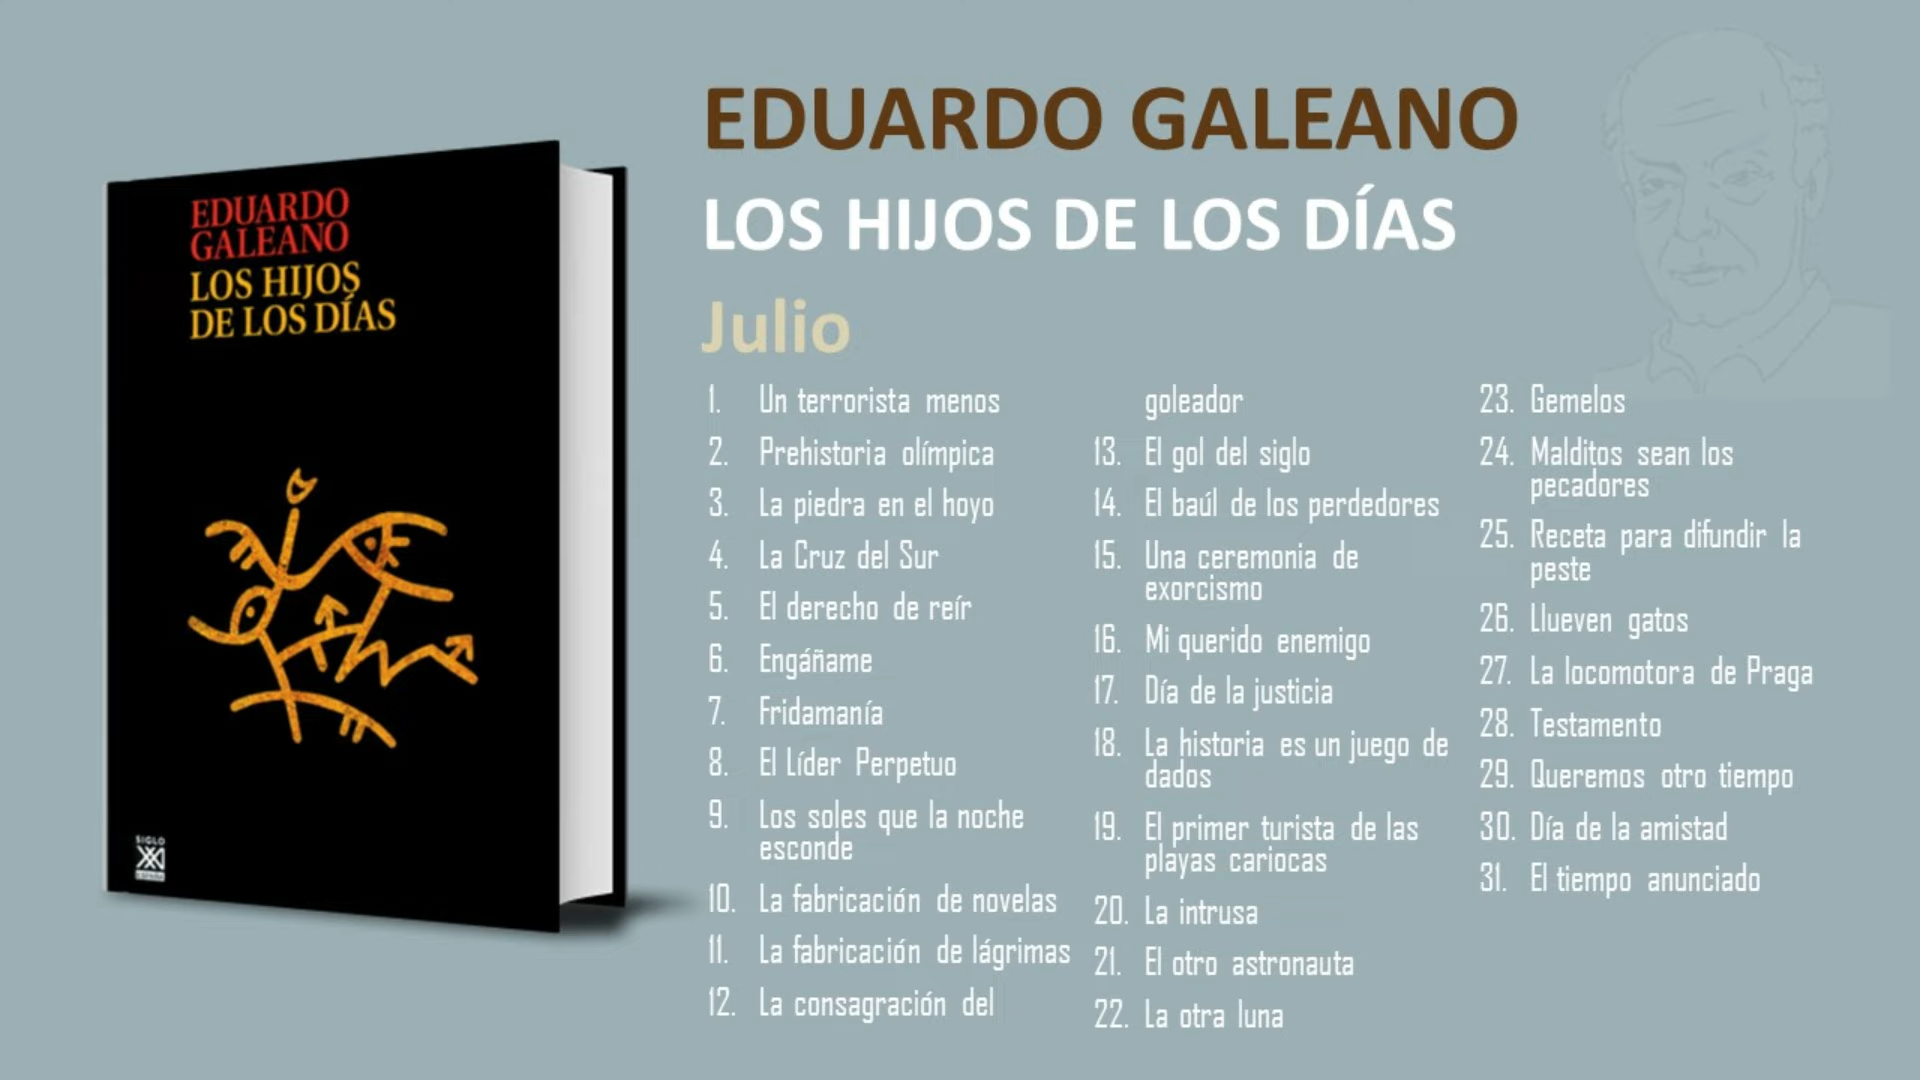 EDUARDO
GALEANO
LOS HIJOS
DE LOS DÍAS
SIGLO
XXI
ESPAÑA
EDUARDO GALEANO
LOS HIJOS DE LOS DÍAS
Julio
1. Un terrorista menos
2. Prehistoria olímpica
3. La piedra en el hoyo
4. La Cruz del Sur
5. El derecho de reír
6. Engáñame
7. Fridamanía
8. El Líder Perpetuo
9. Los soles que la noche
esconde
10. La fabricación de novelas
11. La fabricación de lágrimas
12. La consagración del
goleador
13. El gol del siglo
14. El baúl de los perdedores
15. Una ceremonia de
exorcismo
16. Mi querido enemigo
17. Día de la justicia
18. La historia es un juego de
dados
19. El primer turista de las
playas cariocas
20. La intrusa
21. El otro astronauta
22. La otra luna
23. Gemelos
24. Malditos sean los
pecadores
25. Receta para difundir la
peste
26. Llueven gatos
27. La locomotora de Praga
28. Testamento
29. Queremos otro tiempo
30. Día de la amistad
31. El tiempo anunciado